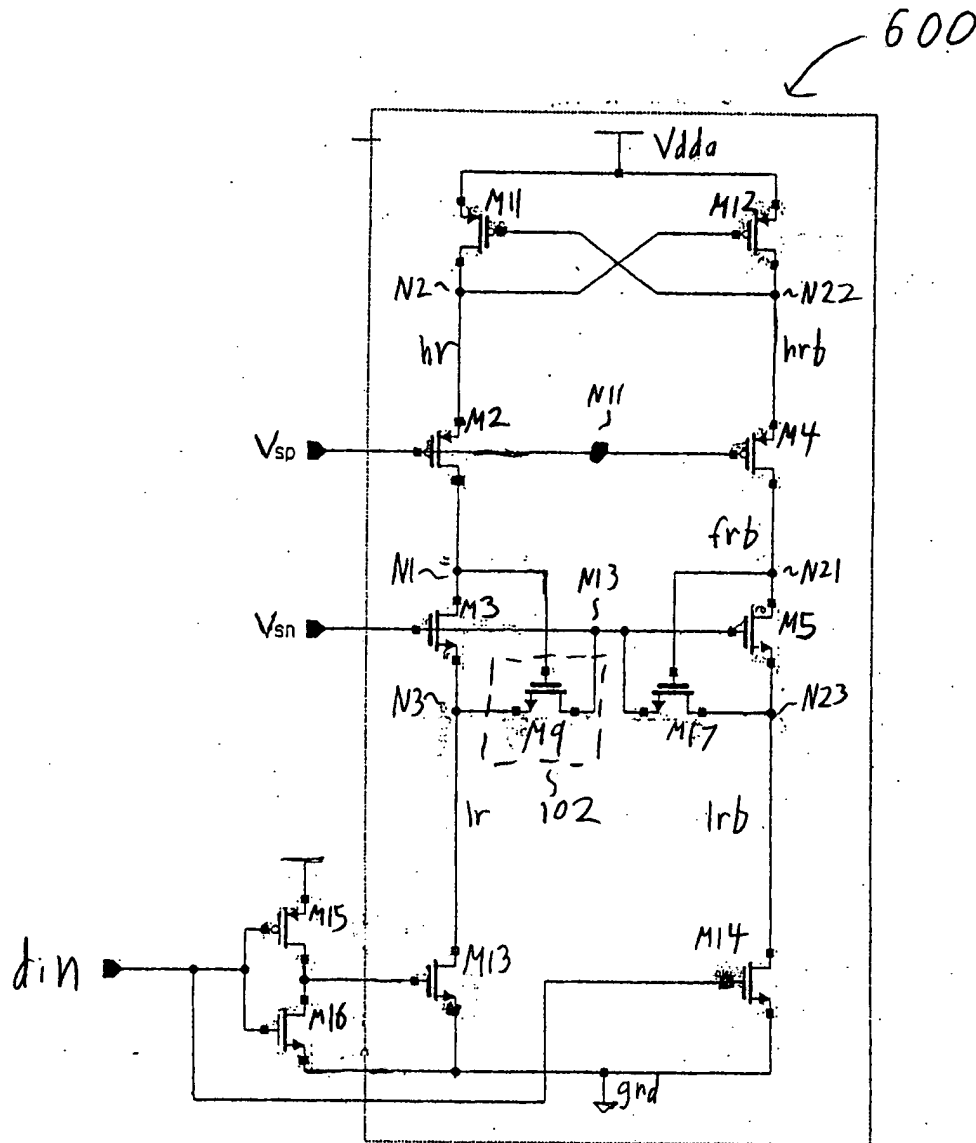 600
Vdda
M11
M12
N2
N22
hr
hrb
N11
M2
M4
Vsp
frb
N1
N13
N21
M3
M5
Vsn
N3
N23
M9
MF7
102
lr
lrb
M15
M13
M14
din
M16
gnd